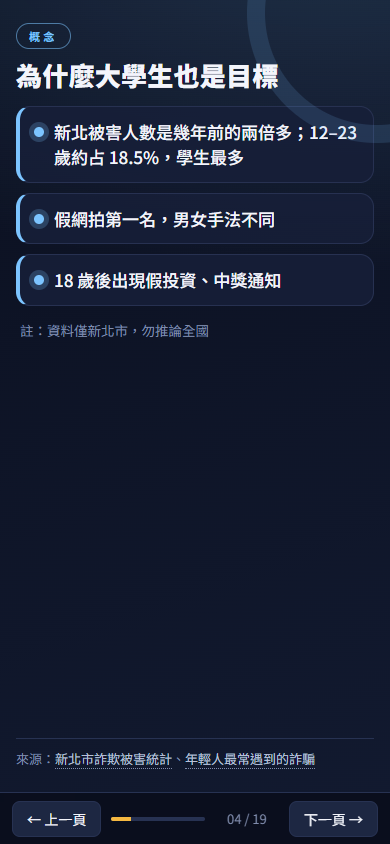 概念
為什麼大學生也是目標
新北被害人數是幾年前的兩倍多；12–23
歲約占 18.5%，學生最多
假網拍第一名，男女手法不同
18 歲後出現假投資、中獎通知
註：資料僅新北市，勿推論全國
來源：新北市詐欺被害統計、年輕人最常遇到的詐騙
← 上一頁
04 / 19
下一頁 →